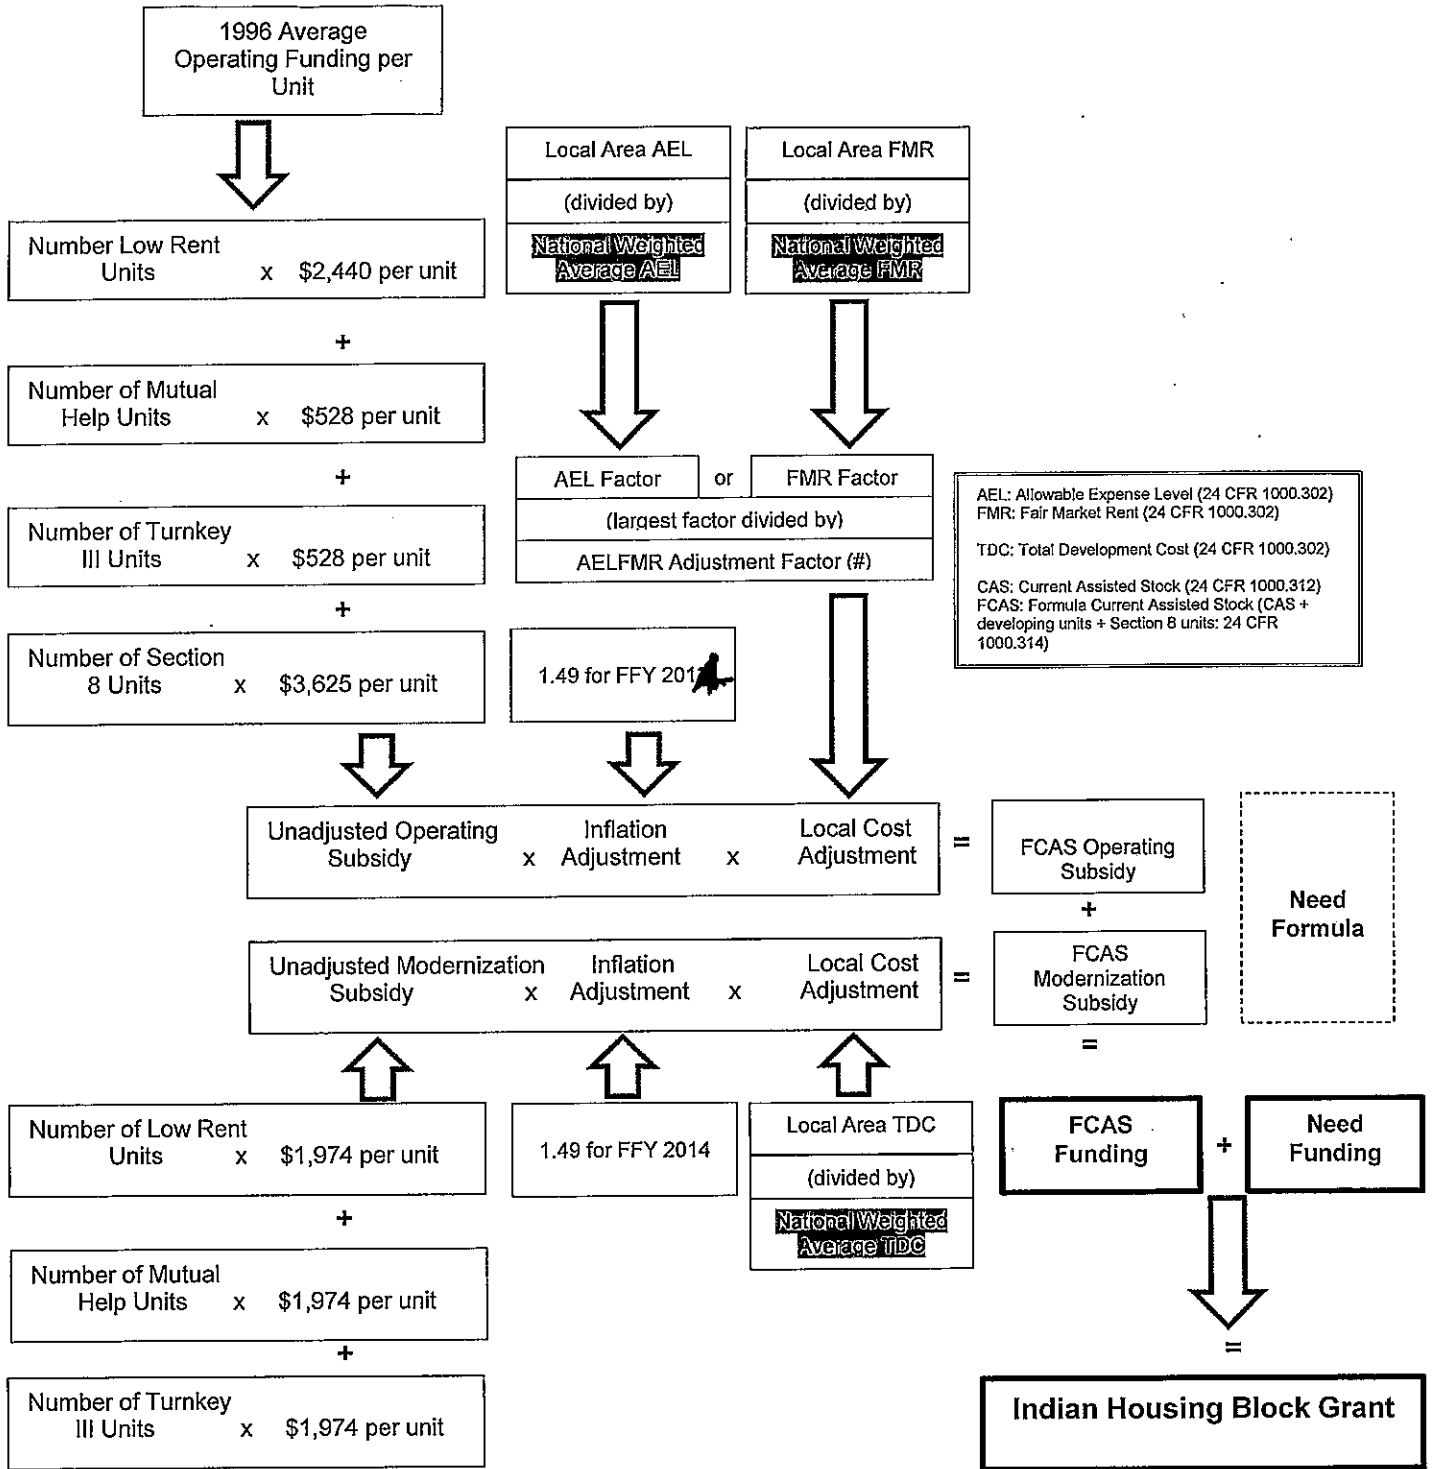 1996 Average
Operating Funding per
Unit
Number Low Rent
Units x $2,440 per unit
+
Number of Mutual
Help Units x $528 per unit
+
Number of Turnkey
III Units x $528 per unit
+
Number of Section
8 Units x $3,625 per unit
Local Area AEL
(divided by)
National Weighted
Average AEL
Local Area FMR
(divided by)
National Weighted
Average FMR
AEL Factor or FMR Factor
(largest factor divided by)
AELFMR Adjustment Factor (#)
1.49 for FFY
AEL: Allowable Expense Level (24 CFR 1000.302)
FMR: Fair Market Rent (24 CFR 1000.302)
TDC: Total Development Cost (24 CFR 1000.302)
CAS: Current Assisted Stock (24 CFR 1000.312)
FCAS: Formula Current Assisted Stock (CAS +
developing units + Section 8 units: 24 CFR
1000.314)
Unadjusted Operating
Subsidy x Inflation
Adjustment x Local Cost
Adjustment =
FCAS Operating
Subsidy
+
Unadjusted Modernization
Subsidy x Inflation
Adjustment x Local Cost
Adjustment =
FCAS
Modernization
Subsidy
=
Need
Formula
Number of Low Rent
Units x $1,974 per unit
+
Number of Mutual
Help Units x $1,974 per unit
+
Number of Turnkey
III Units x $1,974 per unit
1.49 for FFY 2014
Local Area TDC
(divided by)
National Weighted
Average TDC
FCAS
Funding
+
Need
Funding
=
Indian Housing Block Grant